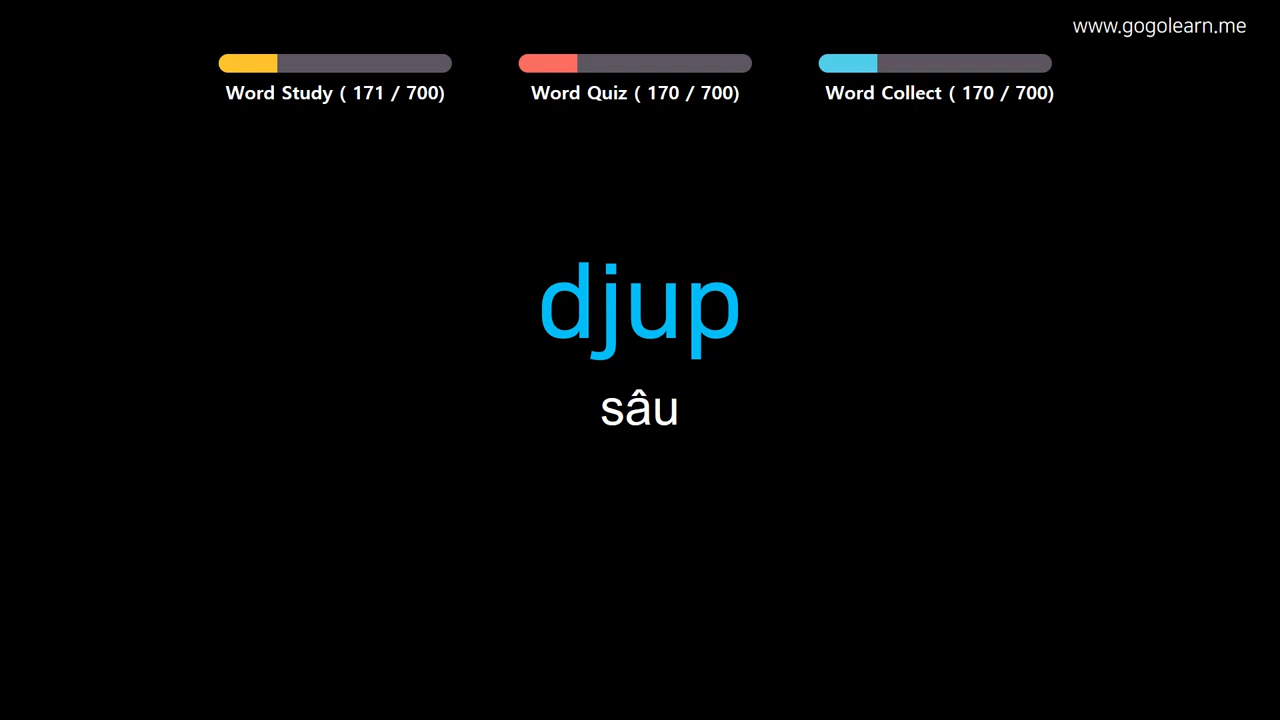 www.gogolearn.me
Word Study ( 171 / 700)
Word Quiz ( 170 / 700)
Word Collect ( 170 / 700)
djup
sâu